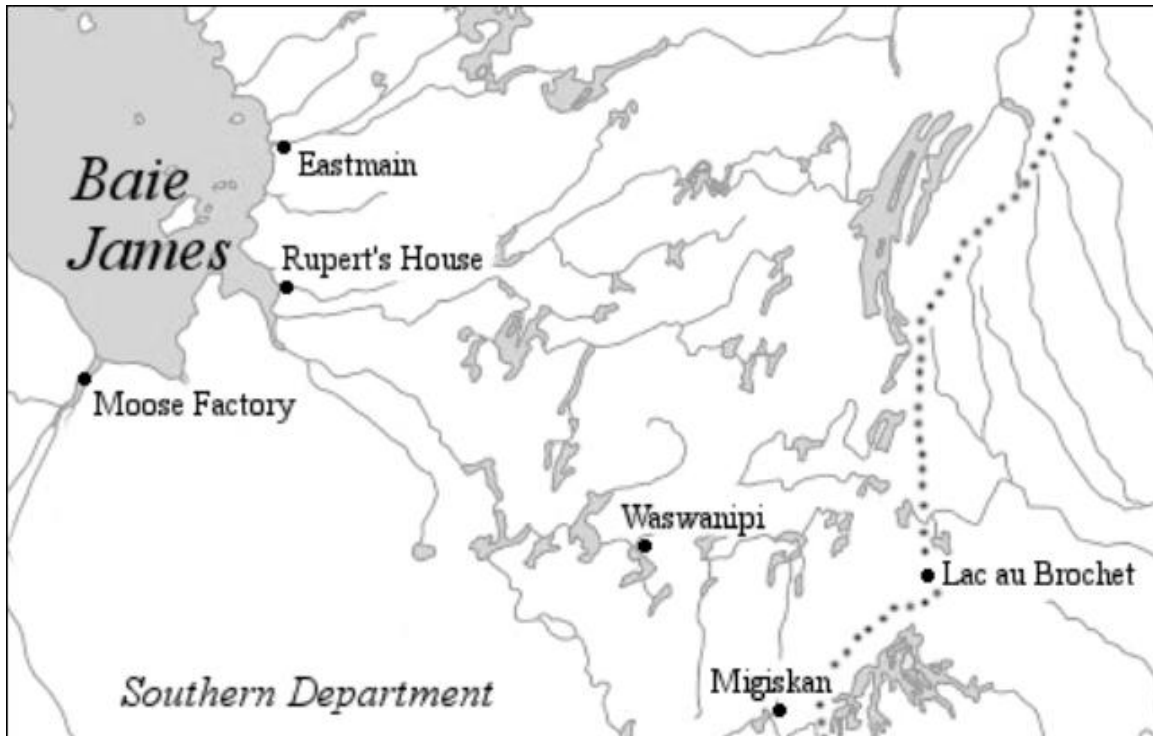 Eastmain
Baie
James
Rupert's House
Moose Factory
Waswanipi
Lac au Brochet
Southern Department
Migiskan